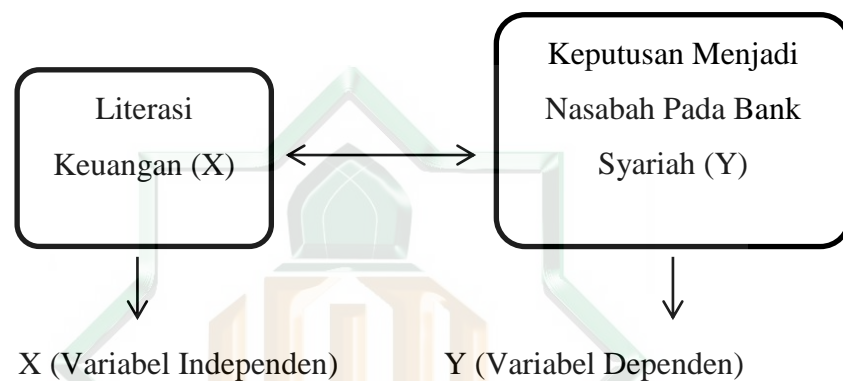 Literasi
Keuangan (X)
Keputusan Menjadi
Nasabah Pada Bank
Syariah (Y)
X (Variabel Independen)
Y (Variabel Dependen)